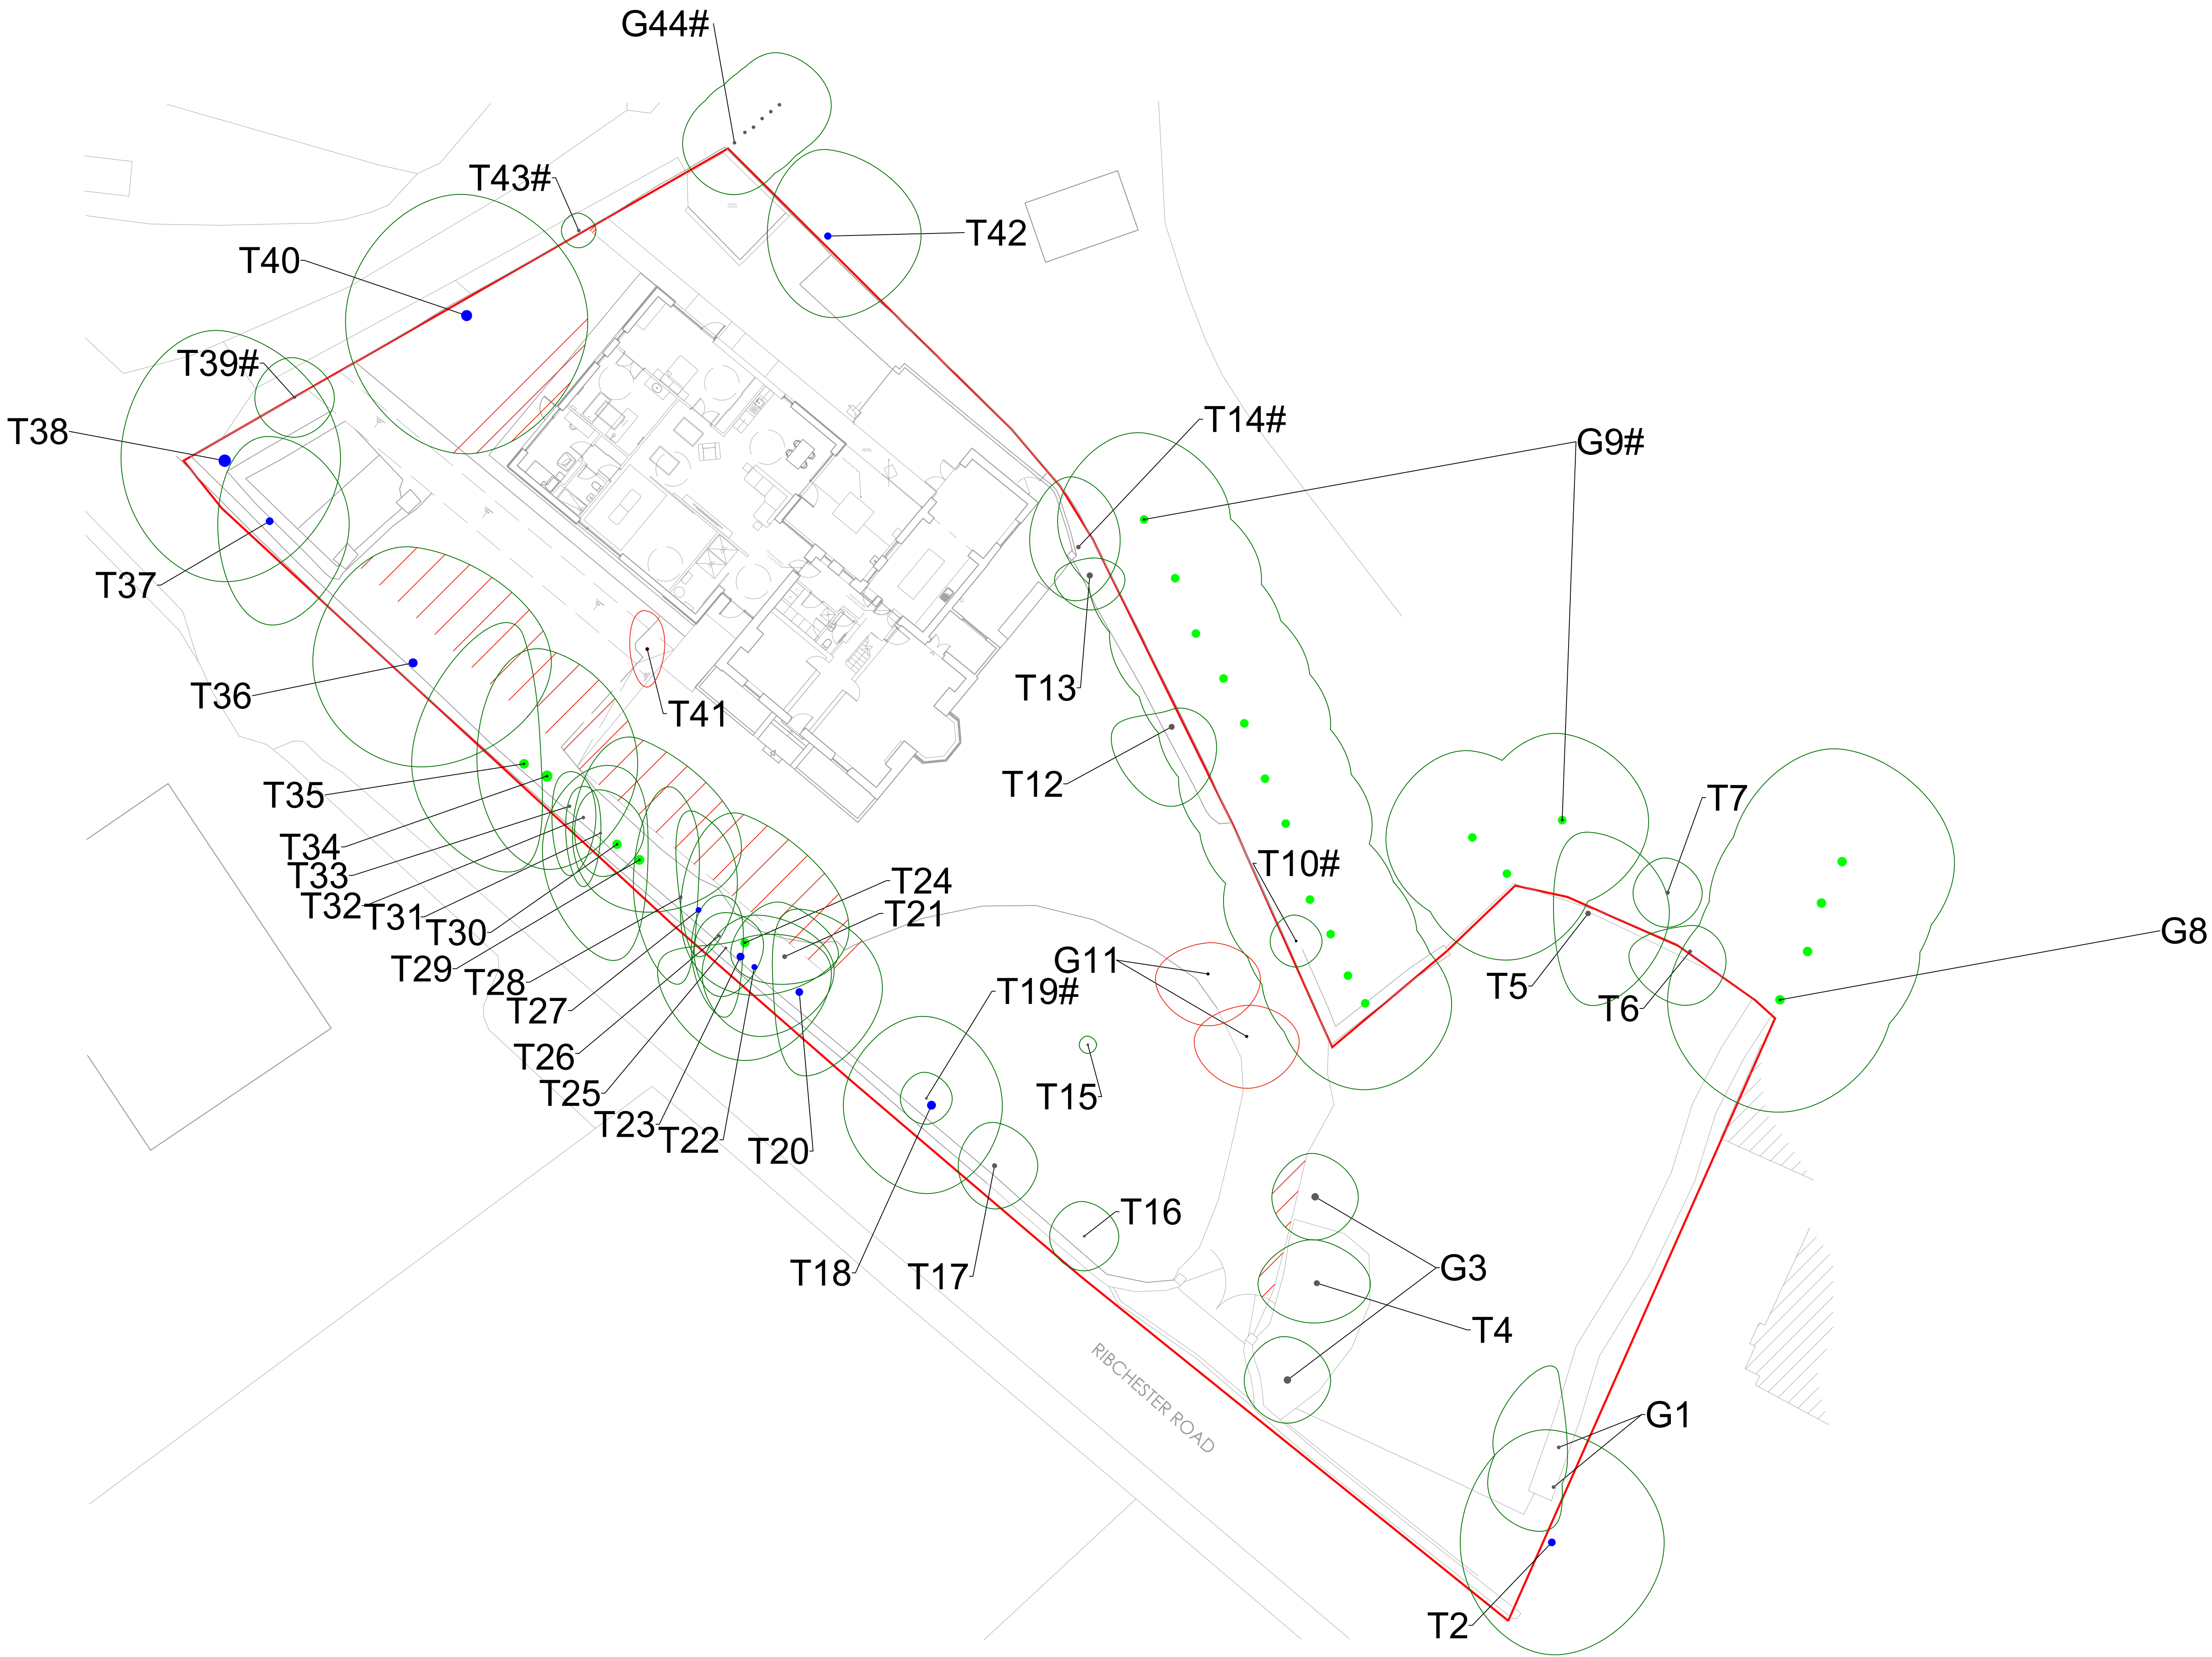 G44#
T43#
T42
T40
T39#
T38
T14#
G9#
T37
T36
T13
T41
T12
T7
T35
T34
T33
T32
T31
T30
T29
T28
T27
T26
T25
T23
T22
T20
T24
T21
T10#
G8
G11
T5
T6
T19#
T15
T16
T18
T17
G3
T4
RIBCHESTER ROAD
G1
T2